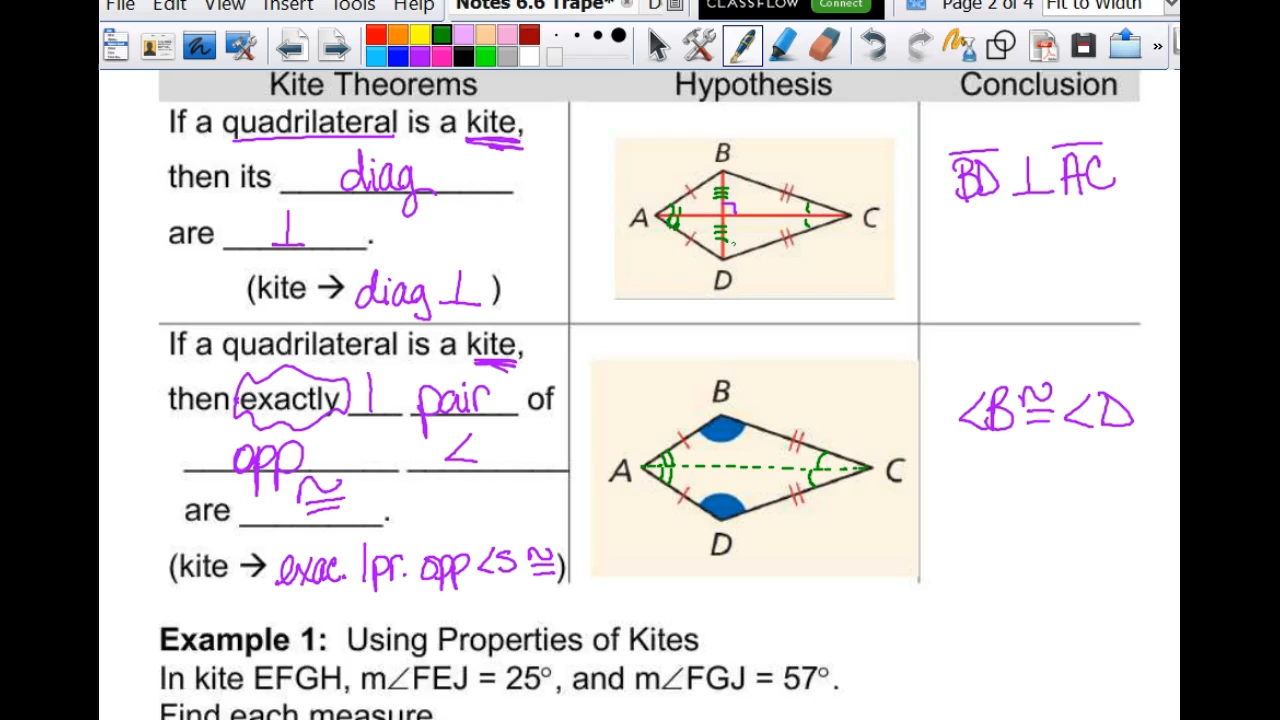 File Edit View Insert Tools Help Notes 6.6 Trape* D CLASSFLOW Connect Page 2 of 4 Fit to Width
»
Kite Theorems Hypothesis Conclusion
If a quadrilateral is a kite,
then its diag
are ⊥.
(kite → diag ⊥)
B
A C
D
BD ⊥ AC
If a quadrilateral is a kite,
then exactly 1 pair of
opp <
are ≅.
(kite → exac. 1 pr. opp <s ≅)
B
A C
D
<B ≅ <D
Example 1: Using Properties of Kites
In kite EFGH, m∠FEJ = 25°, and m∠FGJ = 57°.
Find each measure